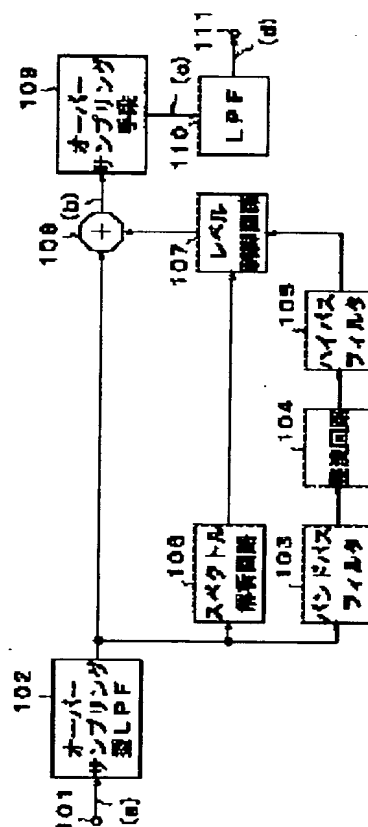 101
(a)
102
オーバー
サンプリング
型LPF
103
バンドパス
フィルタ
104
整流回路
105
ハイパス
フィルタ
106
スペクトル
解析回路
107
レベル
制御回路
108
+
(b)
109
オーバー
サンプリング
手段
110
LPF
111
(d)